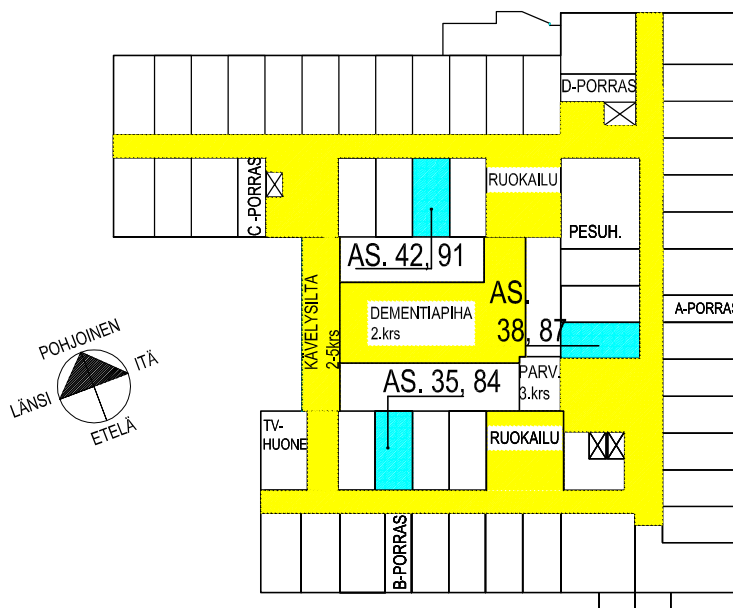 D-PORRAS
C -PORRAS
RUOKAILU
PESUH.
AS. 42, 91
KÄVELYSILTA
2-5krs
DEMENTIAPIHA
2.krs
AS.
38, 87
A-PORRAS
POHJOINEN
ITÄ
LÄNSI
ETELÄ
PARV.
3.krs
AS. 35, 84
TV-
HUONE
RUOKAILU
B-PORRAS